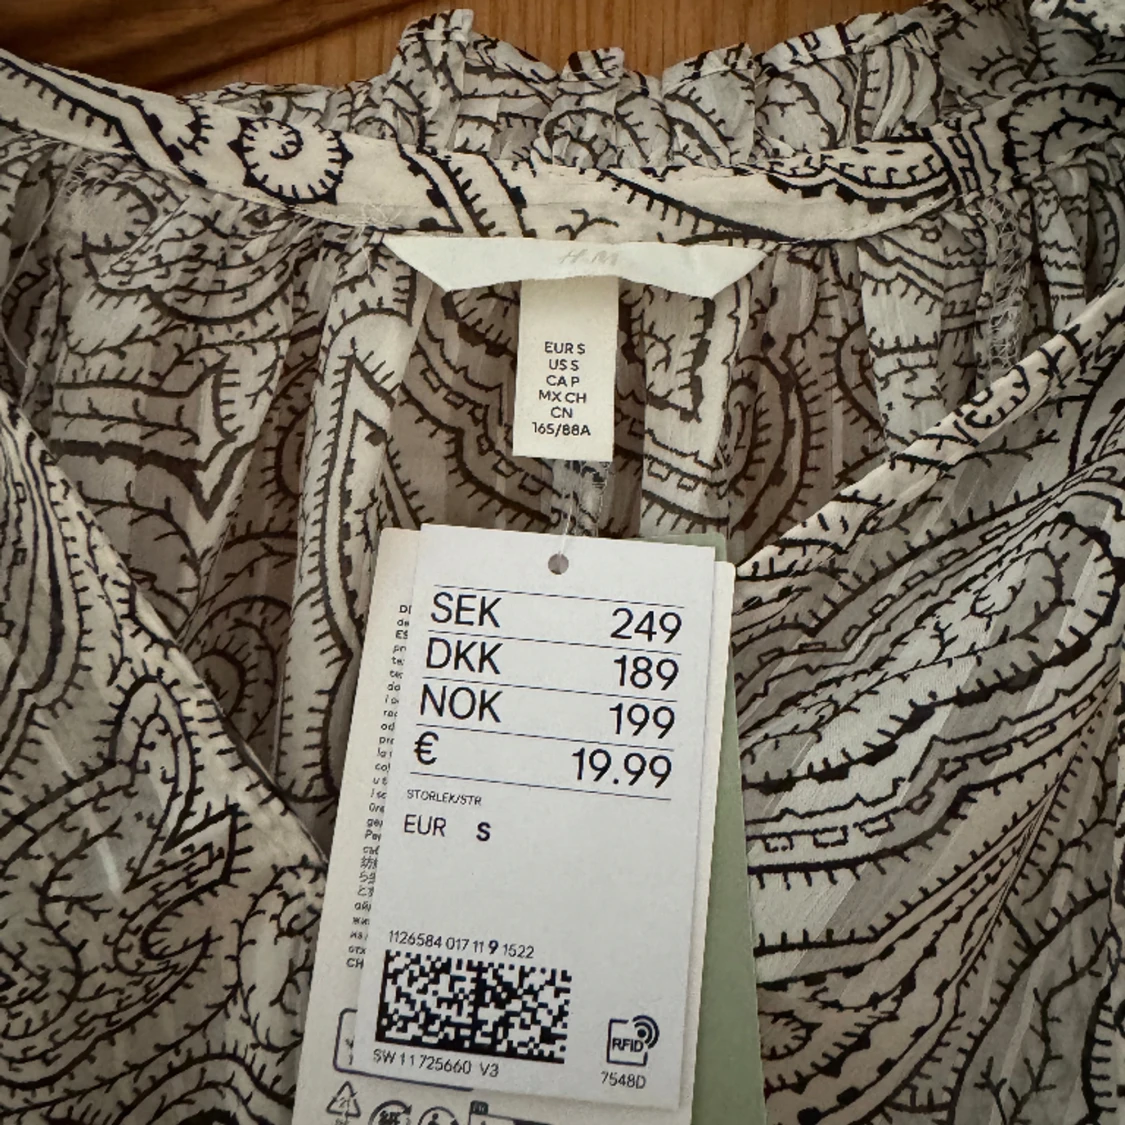 H&M
EUR S
US S
CA P
MX CH
CN
165/88A
SEK 249
DKK 189
NOK 199
€ 19.99
STORLEK/STR
EUR S
1126584 017 11 9 1522
SW 11 725660 V3
RFID
7548D